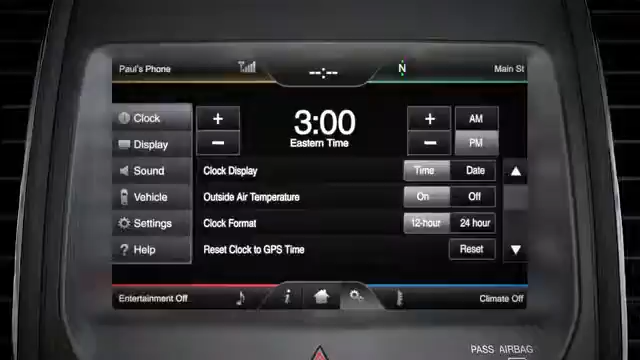 Paul's Phone
--:--
N
Main St
Clock
+
3:00
+
AM
Display
−
Eastern Time
−
PM
Sound
Clock Display
Time
Date
Vehicle
Outside Air Temperature
On
Off
Settings
Clock Format
12-hour
24 hour
? Help
Reset Clock to GPS Time
Reset
Entertainment Off
i
Climate Off
PASS AIRBAG